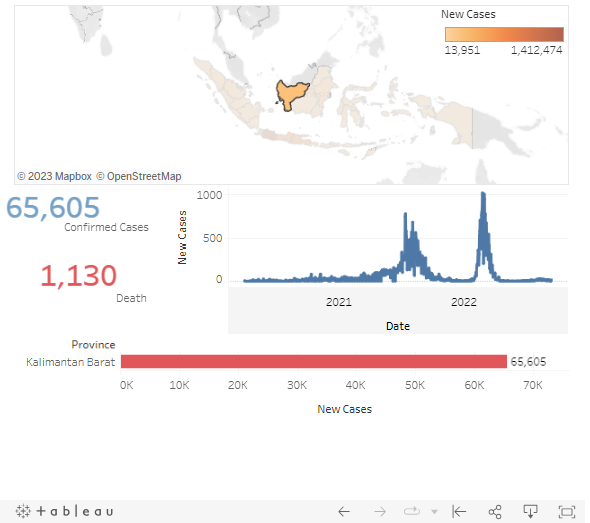 New Cases
13,951 1,412,474
© 2023 Mapbox © OpenStreetMap
65,605
Confirmed Cases
1,130
Death
New Cases
1000
500
0
2021 2022
Date
Province
Kalimantan Barat 65,605
0K 10K 20K 30K 40K 50K 60K 70K
New Cases
+ a b l e a u